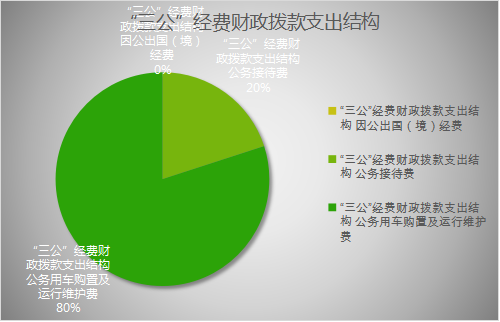 “三公”经费财政拨款支出结构
“三公”经费财
政拨款支出结构
因公出国（境）
经费
0%
“三公”经费财
政拨款支出结构
公务接待费
20%
“三公”经费财政拨款支出结
构 因公出国（境）经费
“三公”经费财政拨款支出结
构 公务接待费
“三公”经费财政拨款支出结
构 公务用车购置及运行维护
费
“三公”经费财
政拨款支出结构
公务用车购置及
运行维护费
80%